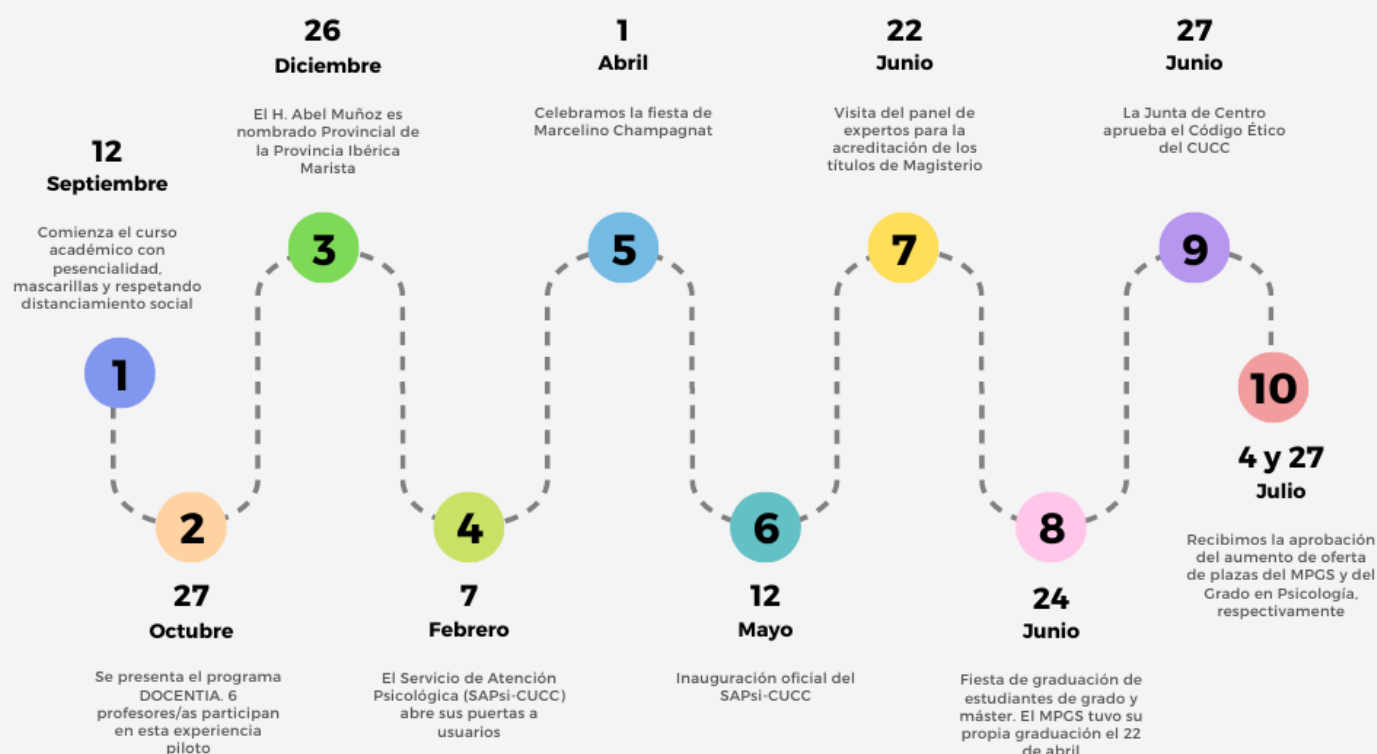 12
Septiembre
Comienza el curso
académico con
pesencialidad,
mascarillas y respetando
distanciamiento social
1
2
27
Octubre
Se presenta el programa
DOCENTIA. 6
profesores/as participan
en esta experiencia
piloto
26
Diciembre
El H. Abel Muñoz es
nombrado Provincial de
la Provincia Ibérica
Marista
3
4
7
Febrero
El Servicio de Atención
Psicológica (SAPsi-CUCC)
abre sus puertas a
usuarios
1
Abril
Celebramos la fiesta de
Marcelino Champagnat
5
6
12
Mayo
Inauguración oficial del
SAPsi-CUCC
22
Junio
Visita del panel de
expertos para la
acreditación de los
títulos de Magisterio
7
8
24
Junio
Fiesta de graduación de
estudiantes de grado y
máster. El MPGS tuvo su
propia graduación el 22
de abril
27
Junio
La Junta de Centro
aprueba el Código Ético
del CUCC
9
10
4 y 27
Julio
Recibimos la aprobación
del aumento de oferta
de plazas del MPGS y del
Grado en Psicología,
respectivamente